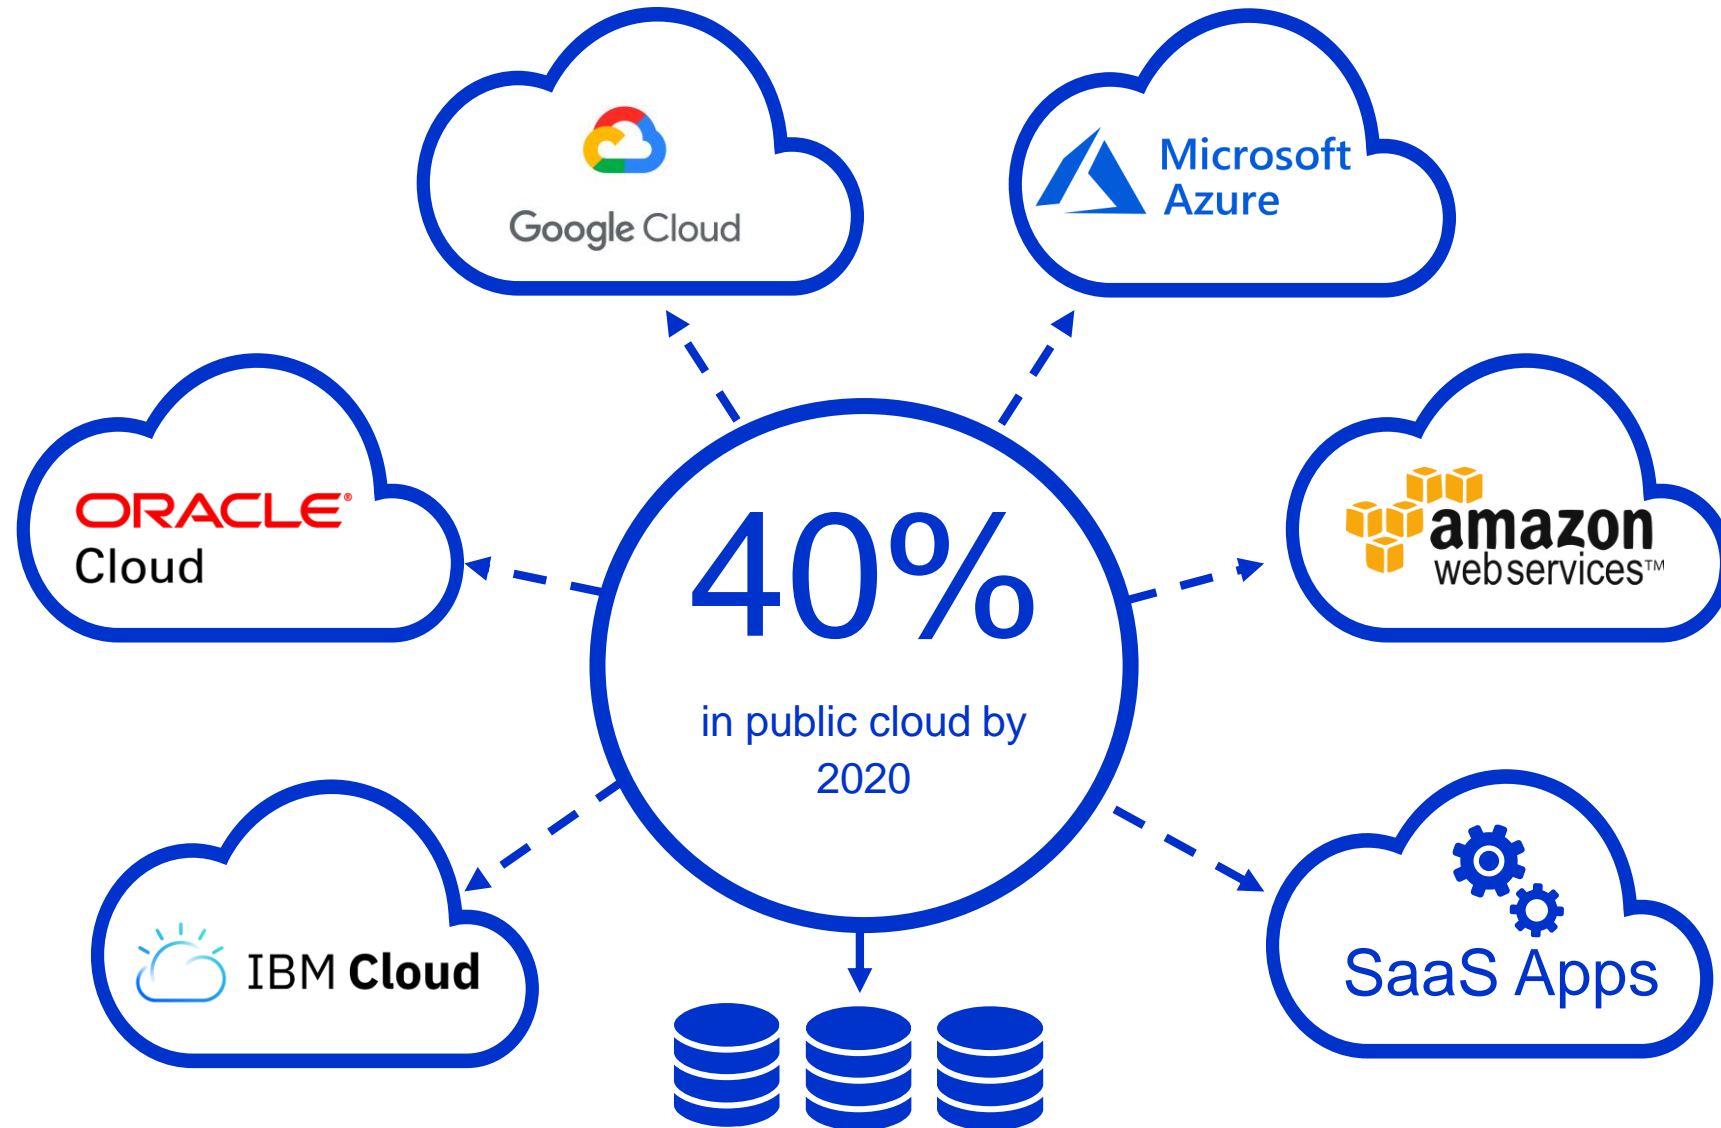 Google Cloud
Microsoft
Azure
ORACLE®
Cloud
amazon
webservices™
40%
in public cloud by
2020
IBM Cloud
SaaS Apps